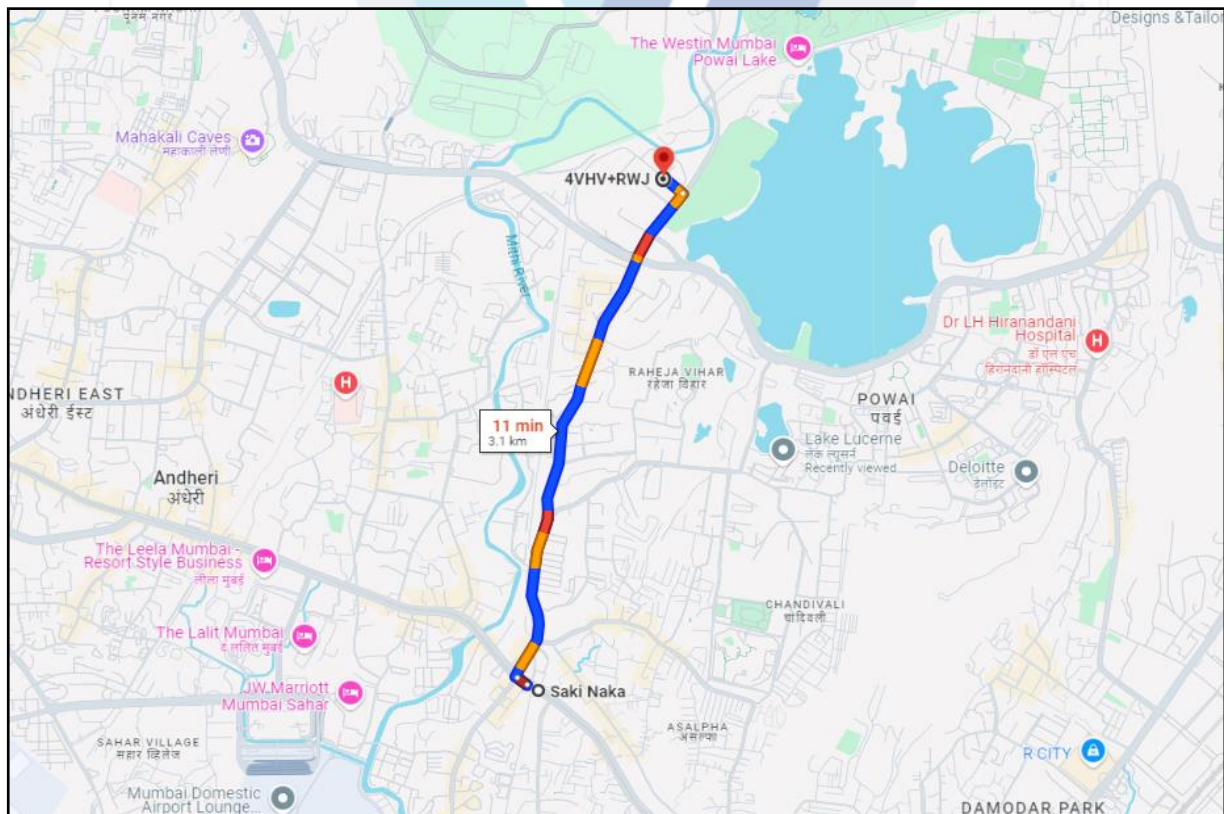 पूनम नगर
Designs &Tailor
The Westin Mumbai
Powai Lake
Mahakali Caves
महाकाली लेणी
4VHV+RWJ
Mithi River
Dr LH Hiranandani
Hospital
डॉ एल एच
हिरानंदानी हॉस्पिटल
NDHERI EAST
अंधेरी ईस्ट
RAHEJA VIHAR
रहेजा विहार
POWAI
पवई
11 min
3.1 km
Lake Lucerne
लेक ल्युसर्न
Recently viewed
Deloitte
डेलॉइट
Andheri
अंधेरी
The Leela Mumbai -
Resort Style Business
लीला मुंबई
CHANDIVALI
चांदिवली
The Lalit Mumbai
द ललित मुंबई
Saki Naka
JW Marriott
Mumbai Sahar
ASALPHA
असल्फा
SAHAR VILLAGE
सहार व्हिलेज
R CITY
Mumbai Domestic
Airport Lounge...
DAMODAR PARK